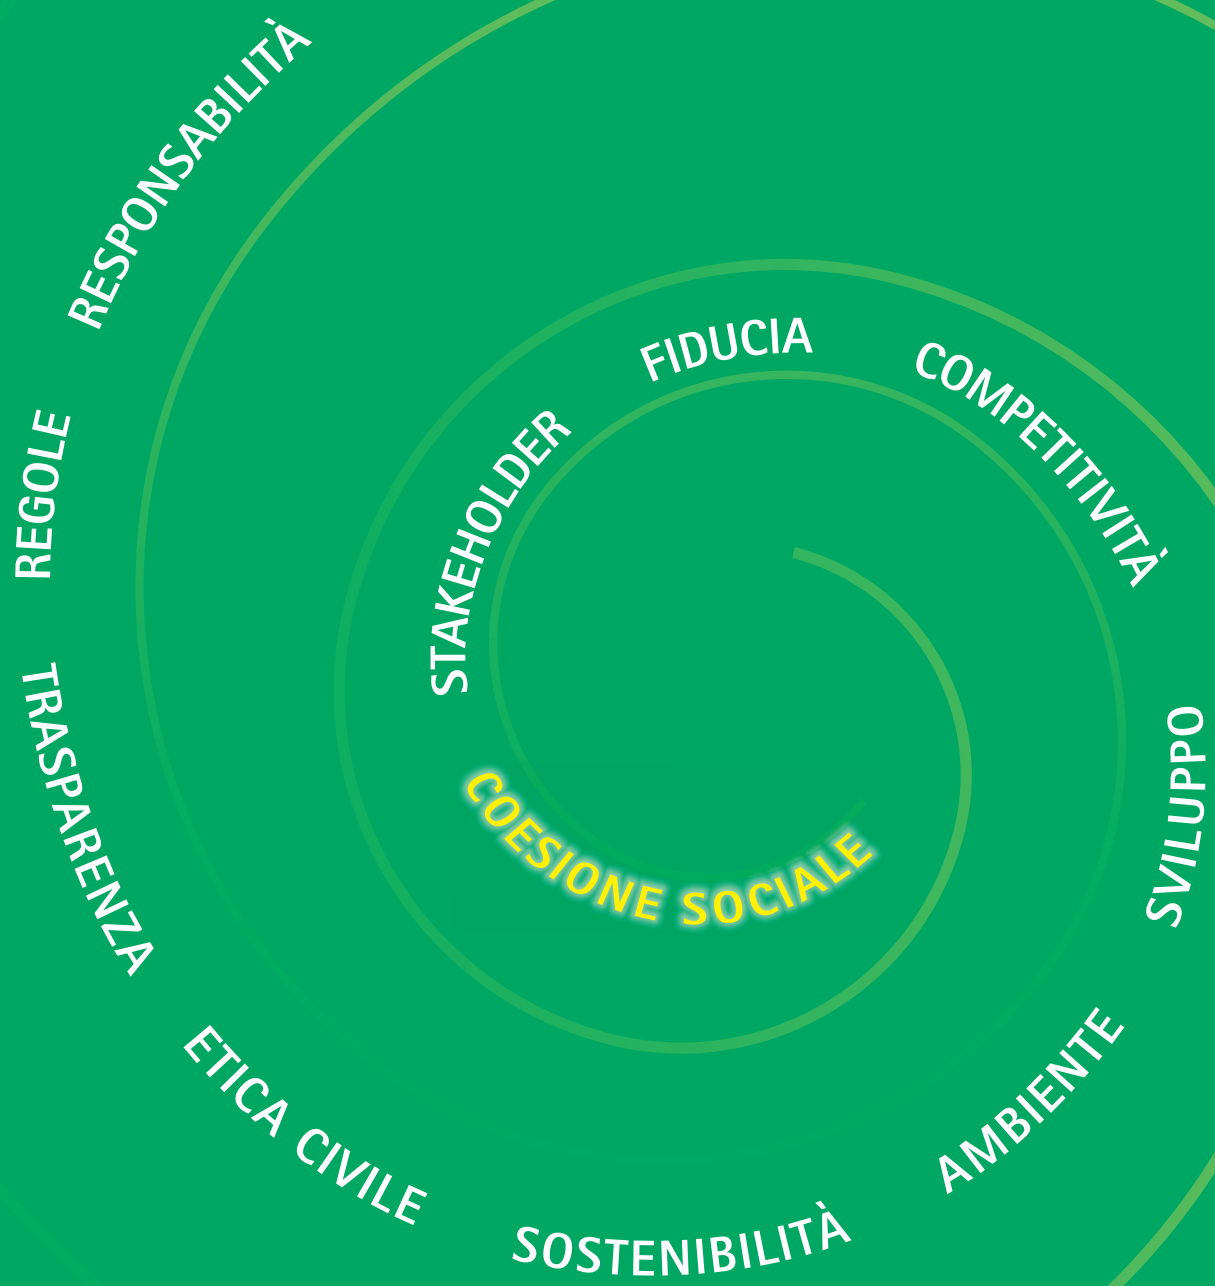 COESIONE SOCIALE
STAKEHOLDER
FIDUCIA
COMPETITIVITÀ
SVILUPPO
AMBIENTE
SOSTENIBILITÀ
ETICA CIVILE
TRASPARENZA
REGOLE
RESPONSABILITÀ